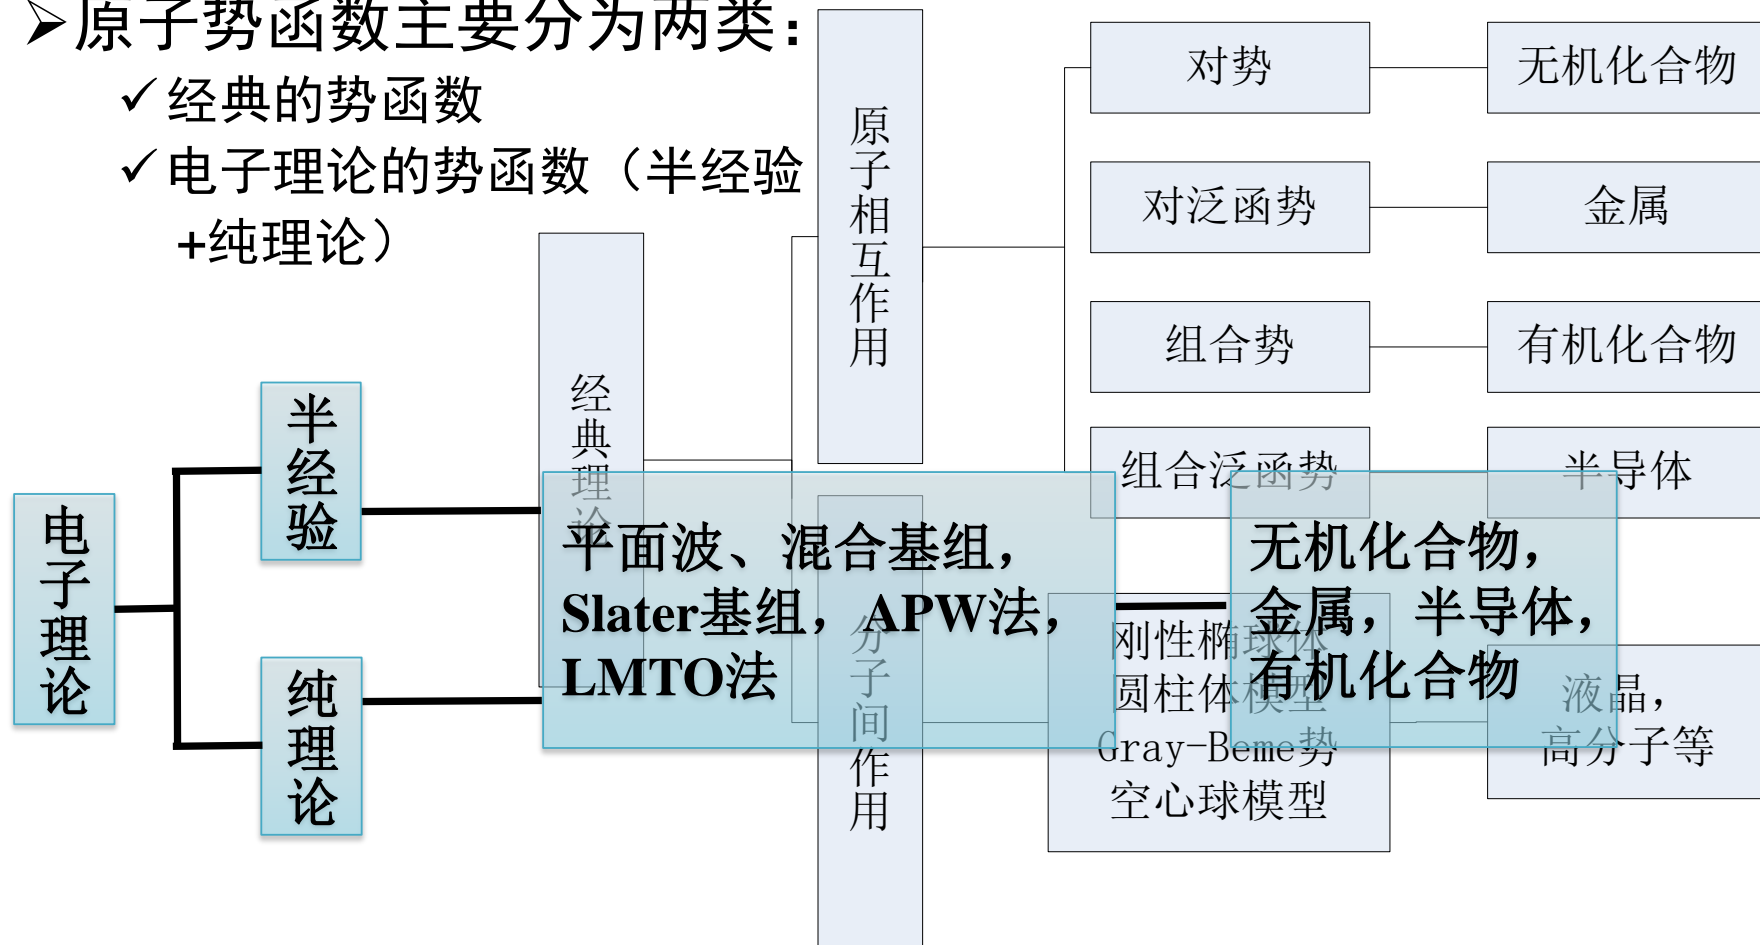 ➢原子势函数主要分为两类:
✓经典的势函数
✓电子理论的势函数（半经验
+纯理论）
电子理论
半经验
纯理论
平面波、混合基组,
Slater基组, APW法,
LMTO法
无机化合物,
金属, 半导体,
有机化合物
经典理论
原子相互作用
分子间作用
对势
无机化合物
对泛函势
金属
组合势
有机化合物
组合泛函势
半导体
刚性椭球体
圆柱体模型
Gray-Beme势
空心球模型
液晶,
高分子等